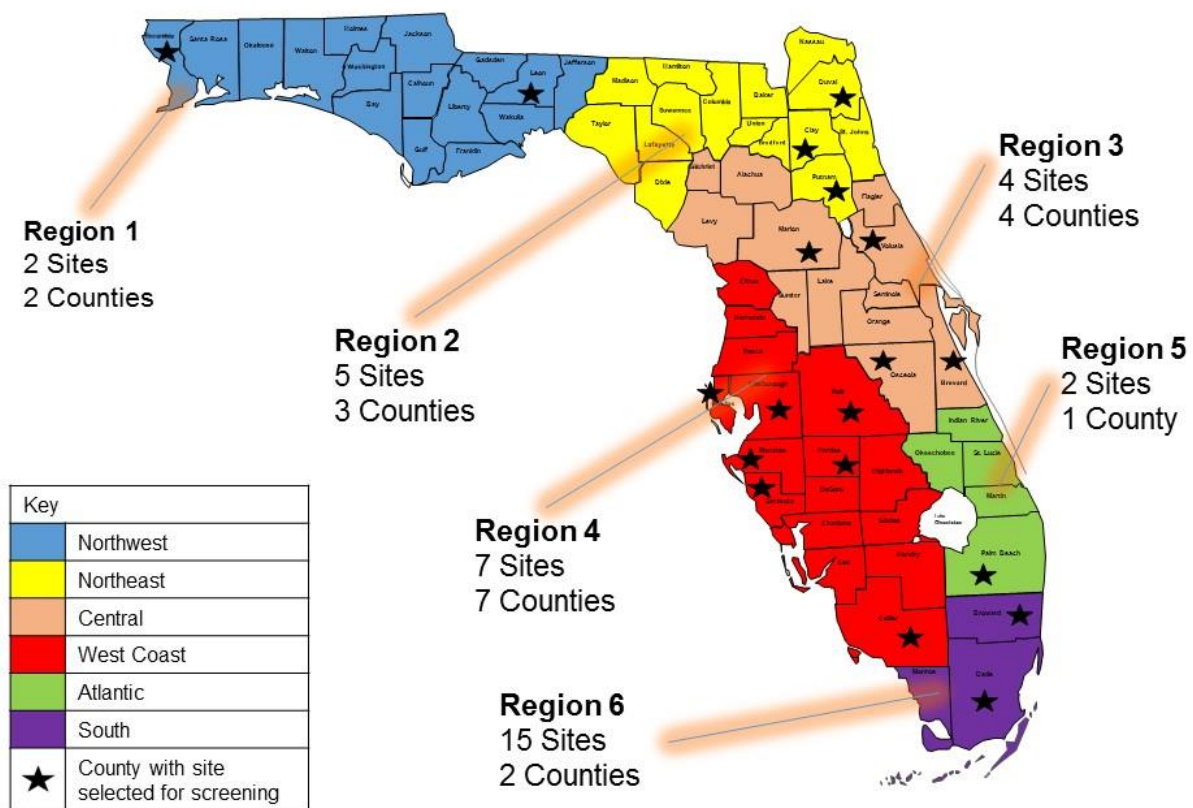 Escambia
Santa Rosa
Okaloosa
Walton
Holmes
Washington
Jackson
Bay
Calhoun
Gulf
Liberty
Franklin
Gadsden
Leon
Wakulla
Jefferson
Madison
Taylor
Hamilton
Suwannee
Lafayette
Dixie
Columbia
Baker
Union
Bradford
Nassau
Duval
Clay
St. Johns
Putnam
Gilchrist
Alachua
Levy
Marion
Flagler
Volusia
Sumter
Lake
Seminole
Orange
Osceola
Brevard
Citrus
Hernando
Pasco
Hillsborough
Polk
Manatee
Hardee
Highlands
Sarasota
DeSoto
Charlotte
Glades
Lee
Hendry
Collier
Indian River
Okeechobee
St. Lucie
Martin
Lake
Okeechobee
Palm Beach
Broward
Monroe
Dade
Region 1
2 Sites
2 Counties
Region 2
5 Sites
3 Counties
Region 3
4 Sites
4 Counties
Region 4
7 Sites
7 Counties
Region 5
2 Sites
1 County
Region 6
15 Sites
2 Counties
Key
Northwest
Northeast
Central
West Coast
Atlantic
South
County with site
selected for screening